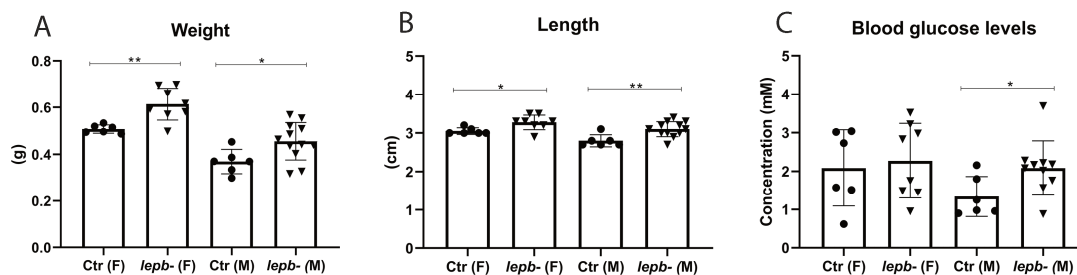 A
Weight
0.8
0.6
0.4
0.2
0.0
(g)
**
*
Ctr (F)
lepb- (F)
Ctr (M)
lepb- (M)
B
Length
5
4
3
2
1
0
(cm)
*
**
Ctr (F)
lepb- (F)
Ctr (M)
lepb- (M)
C
Blood glucose levels
5
4
3
2
1
0
Concentration (mM)
*
Ctr (F)
lepb- (F)
Ctr (M)
lepb- (M)